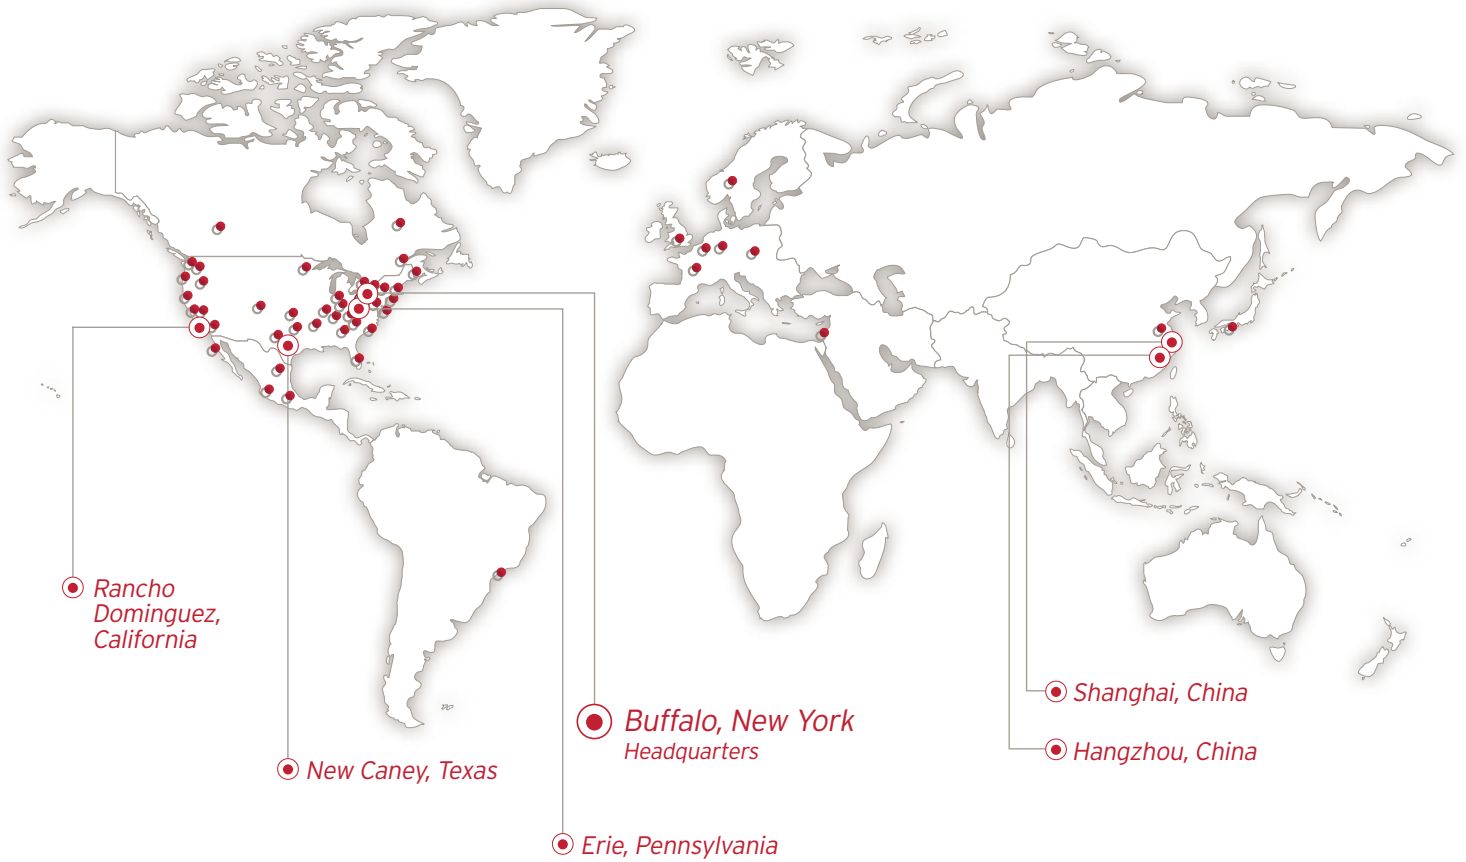 Rancho
Dominguez,
California
New Caney, Texas
Buffalo, New York
Headquarters
Erie, Pennsylvania
Shanghai, China
Hangzhou, China